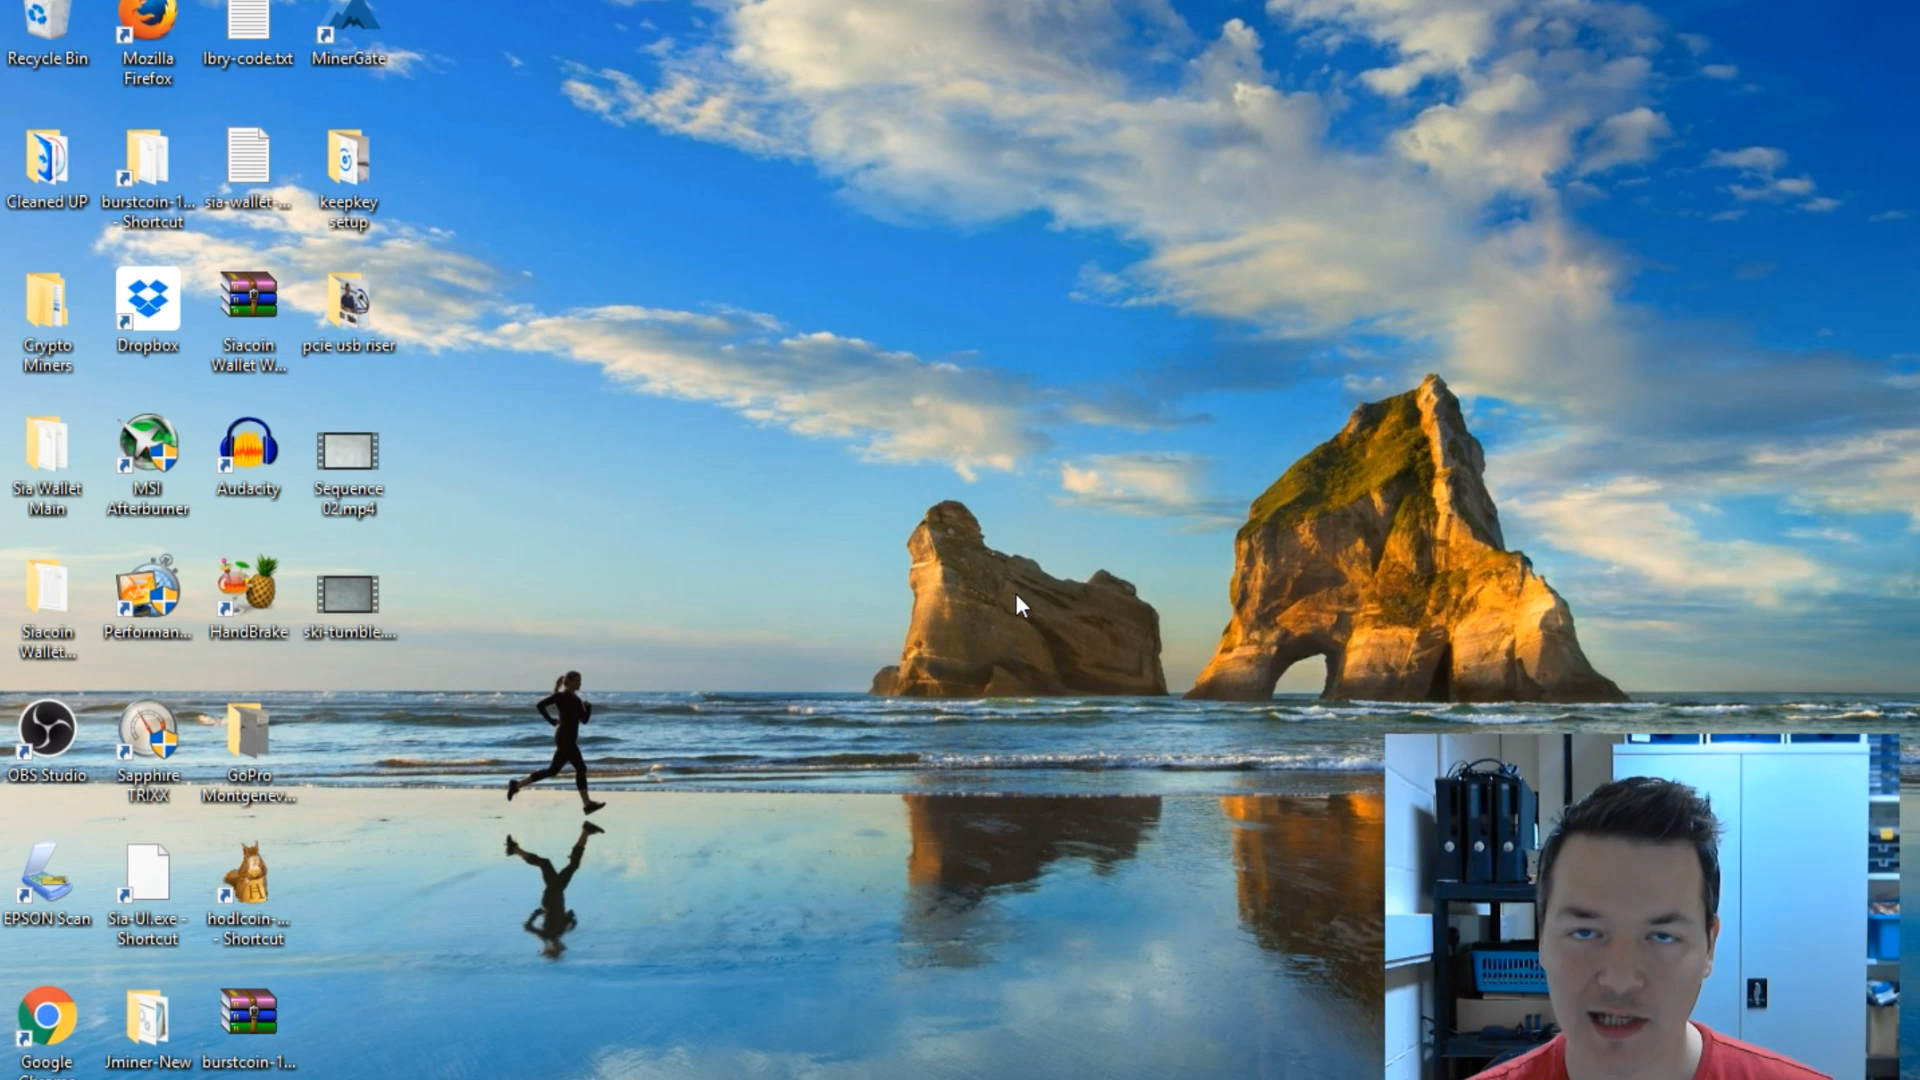 Recycle Bin
Mozilla
Firefox
lbry-code.txt
MinerGate
Cleaned UP
burstcoin-1...
- Shortcut
sia-wallet-...
keepkey
setup
Crypto
Miners
Dropbox
Siacoin
Wallet W...
pcie usb riser
Sia Wallet
Main
MSI
Afterburner
Audacity
Sequence
02.mp4
Siacoin
Wallet...
Performan...
HandBrake
ski-tumble....
OBS Studio
Sapphire
TRIXX
GoPro
Montgenev...
EPSON Scan
Sia-UI.exe -
Shortcut
hodlcoin-...
- Shortcut
Google
Chrome
Jminer-New
burstcoin-1...